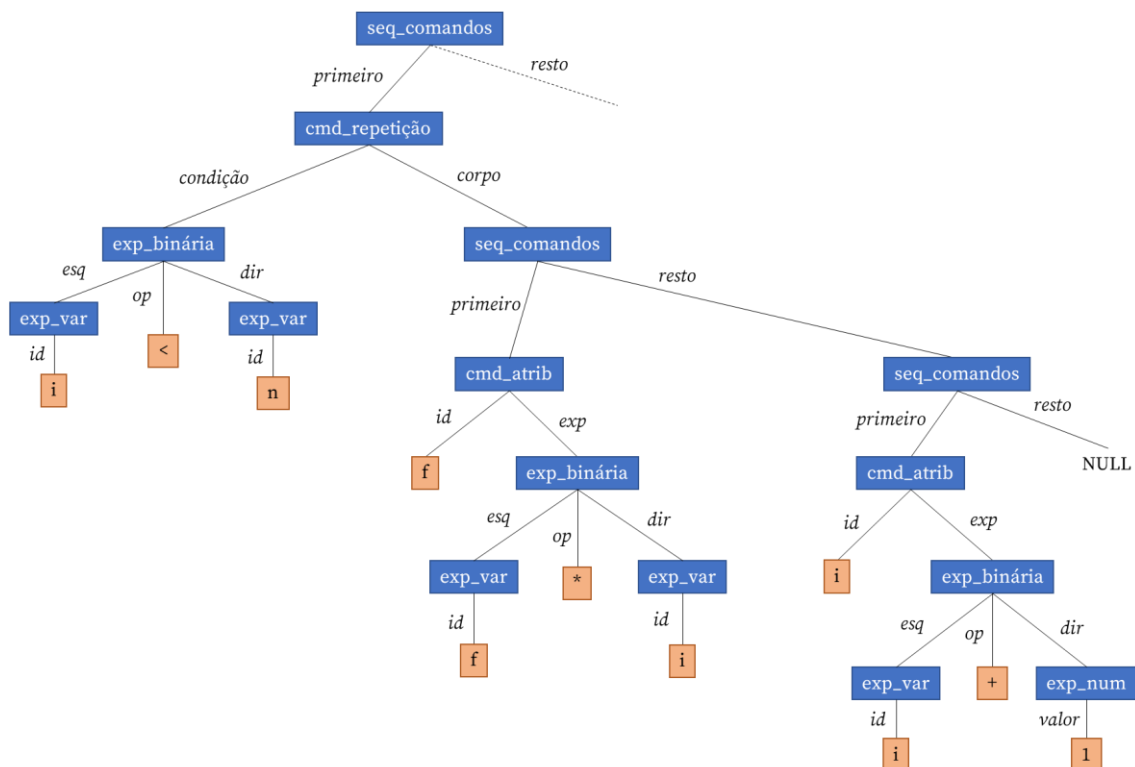 seq_comandos
primeiro
resto
cmd_repetição
condição
corpo
exp_binária
seq_comandos
esq
op
dir
primeiro
resto
exp_var
<
exp_var
id
id
i
n
cmd_atrib
seq_comandos
id
exp
primeiro
resto
f
exp_binária
cmd_atrib
NULL
esq
op
dir
id
exp
exp_var
*
exp_var
i
exp_binária
id
id
esq
op
dir
f
i
exp_var
+
exp_num
id
valor
i
1